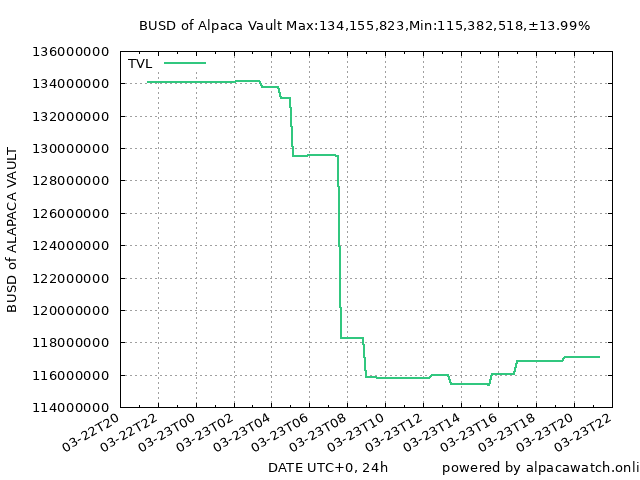 BUSD of Alpaca Vault Max:134,155,823,Min:115,382,518,±13.99%
136000000
TVL
134000000
132000000
130000000
128000000
126000000
124000000
122000000
120000000
118000000
116000000
114000000
BUSD of ALAPACA VAULT
03-22T20
03-22T22
03-23T00
03-23T02
03-23T04
03-23T06
03-23T08
03-23T10
03-23T12
03-23T14
03-23T16
03-23T18
03-23T20
03-23T22
DATE UTC+0, 24h
powered by alpacawatch.onli